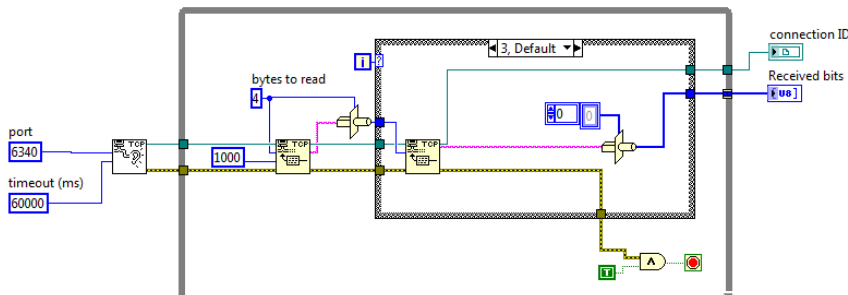 3, Default
connection ID
i
?
bytes to read
4
Received bits
U8]
0
0
port
TCP
TCP
TCP
6340
1000
timeout (ms)
60000
T